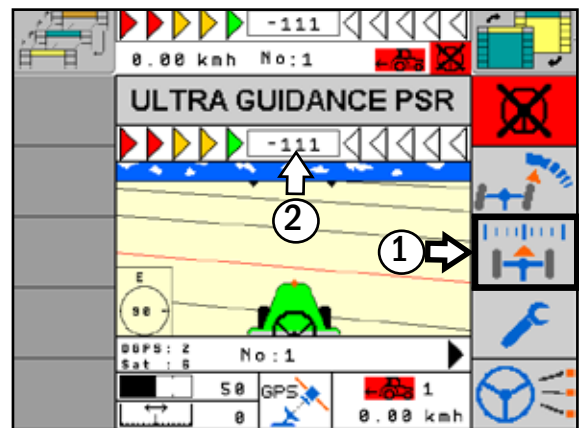 -111
0.00 kmh No:1
ULTRA GUIDANCE PSR
-111
2
1
E
90
DGPS: 2
Sat : 6
No:1
50
GPS
1
0
0.00 kmh